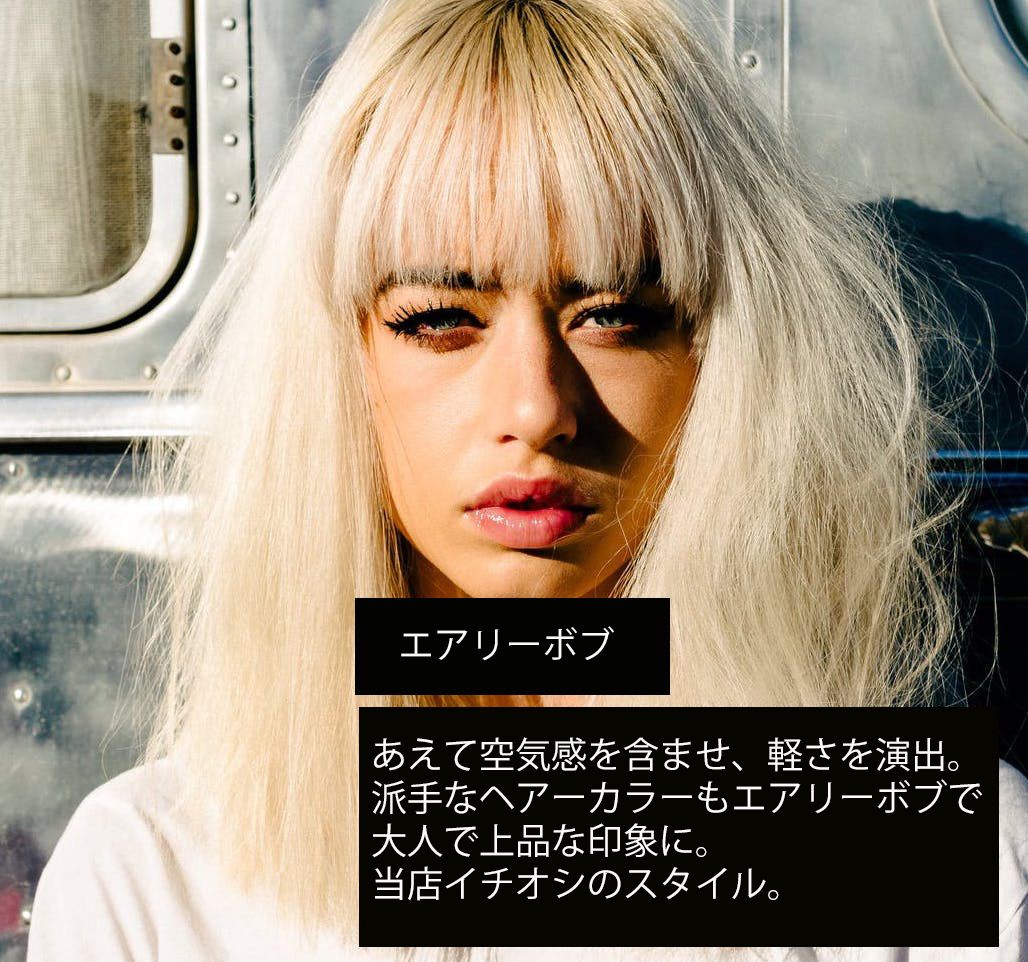 エアリーボブ
あえて空気感を含ませ、軽さを演出。
派手なヘアーカラーもエアリーボブで
大人で上品な印象に。
当店イチオシのスタイル。